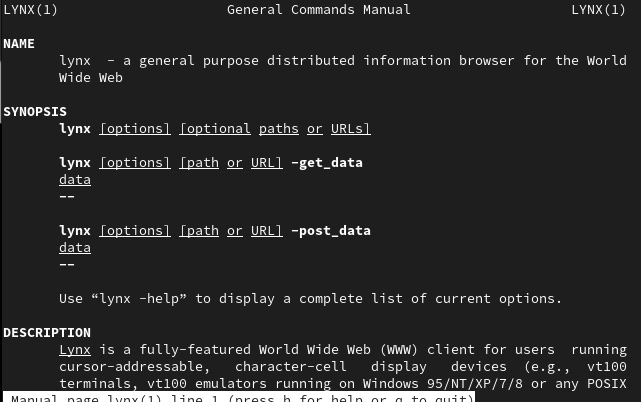 LYNX(1) General Commands Manual LYNX(1)
NAME
lynx - a general purpose distributed information browser for the World
Wide Web
SYNOPSIS
lynx [options] [optional paths or URLs]
lynx [options] [path or URL] -get_data
data
--
lynx [options] [path or URL] -post_data
data
--
Use “lynx -help” to display a complete list of current options.
DESCRIPTION
Lynx is a fully-featured World Wide Web (WWW) client for users running
cursor-addressable, character-cell display devices (e.g., vt100
terminals, vt100 emulators running on Windows 95/NT/XP/7/8 or any POSIX
Manual page lynx(1) line 1 (press h for help or q to quit)